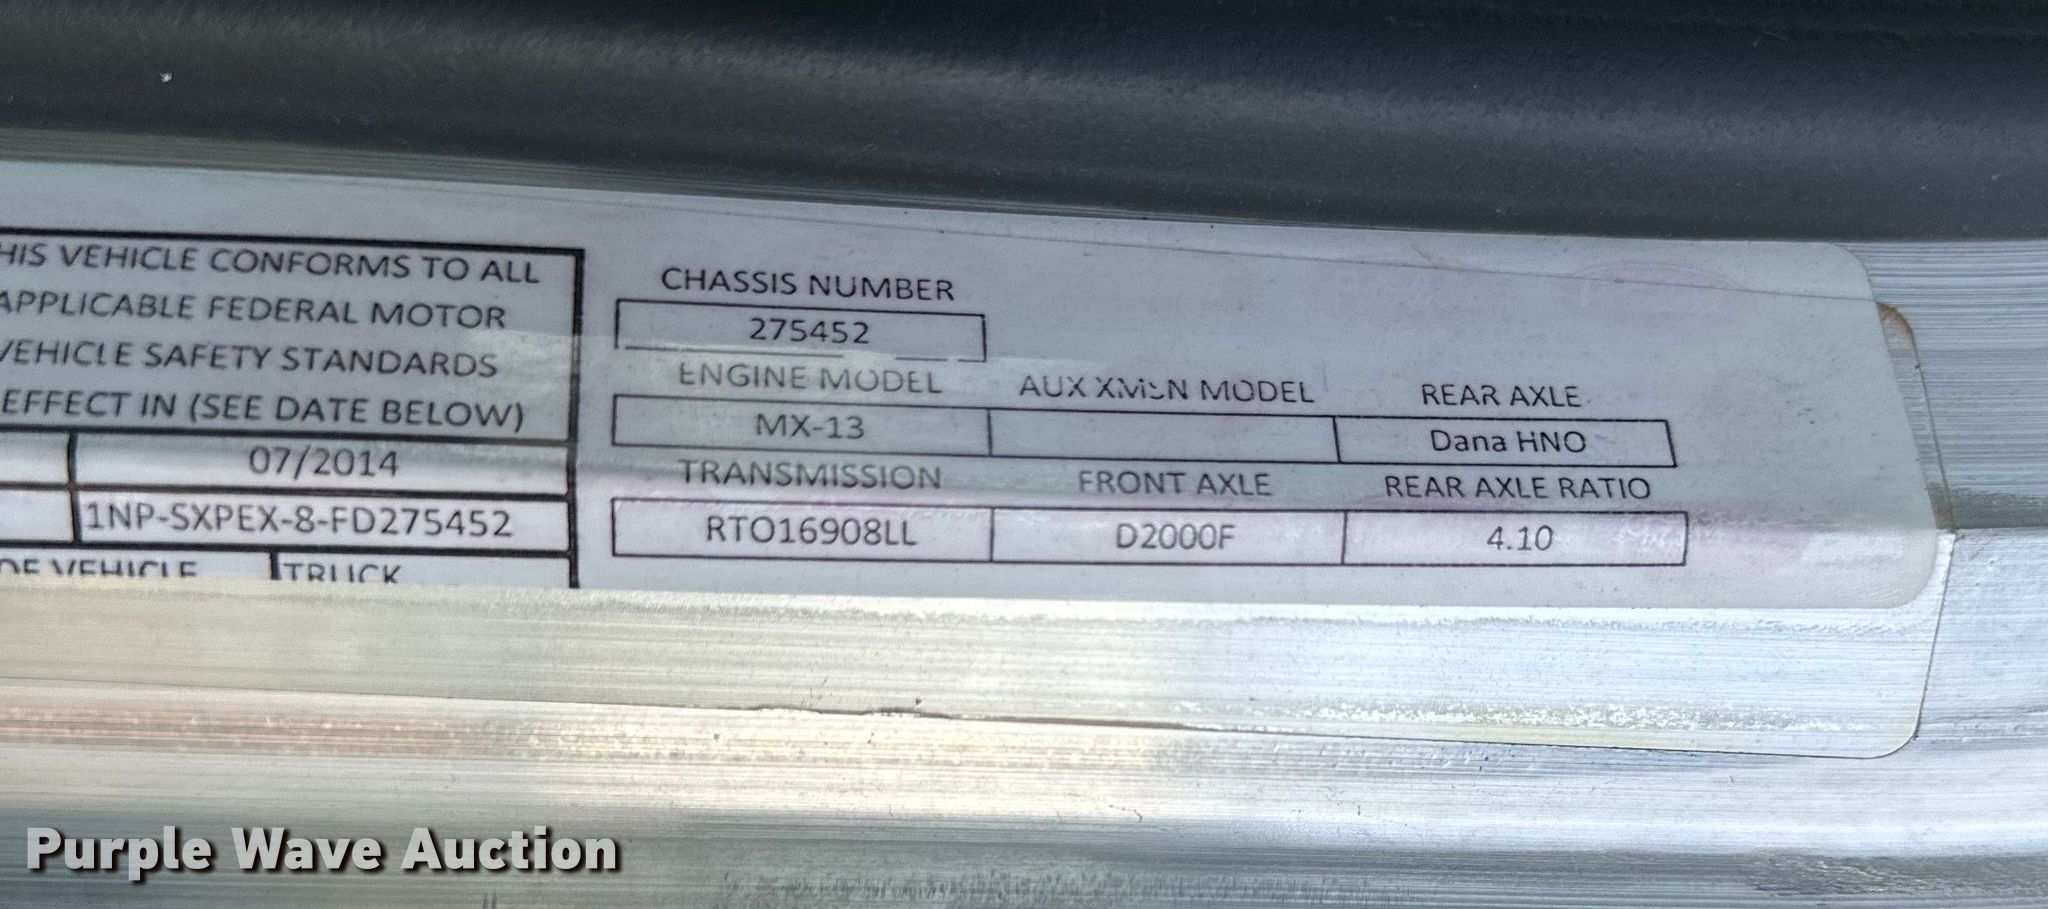 HIS VEHICLE CONFORMS TO ALL
APPLICABLE FEDERAL MOTOR
VEHICLE SAFETY STANDARDS
EFFECT IN (SEE DATE BELOW)
07/2014
1NP-SXPEX-8-FD275452
OF VEHICLE TRUCK
CHASSIS NUMBER
275452
ENGINE MODEL AUX XMSN MODEL REAR AXLE
MX-13 Dana HNO
TRANSMISSION FRONT AXLE REAR AXLE RATIO
RTO16908LL D2000F 4.10
Purple Wave Auction